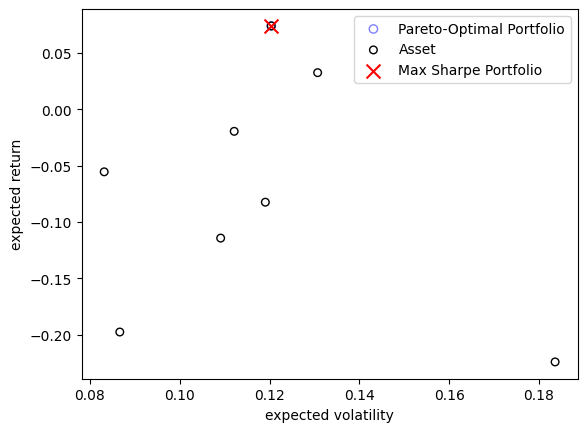 Pareto-Optimal Portfolio
Asset
Max Sharpe Portfolio
expected return
0.05
0.00
−0.05
−0.10
−0.15
−0.20
0.08 0.10 0.12 0.14 0.16 0.18
expected volatility